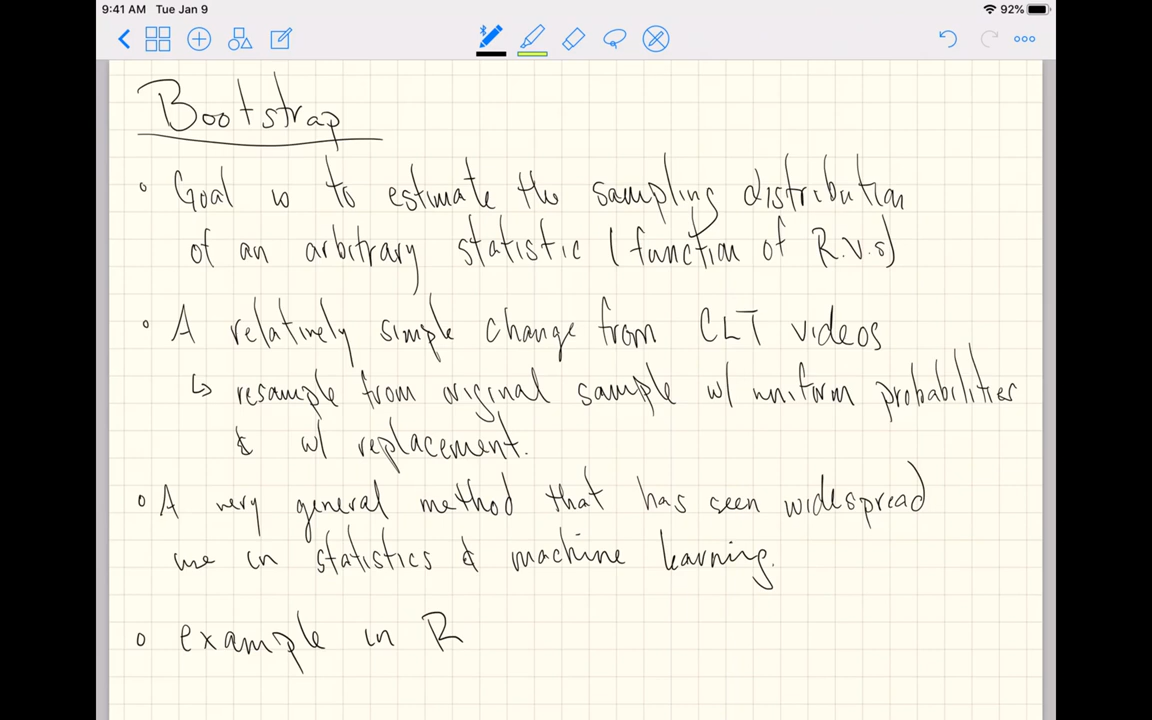 9:41 AM Tue Jan 9 92%
Bootstrap
• Goal is to estimate the sampling distribution
of an arbitrary statistic (function of R.V.s)
• A relatively simple change from CLT videos
↳ resample from original sample w/ uniform probabilities
& w/ replacement.
• A very general method that has seen widespread
use in statistics & machine learning.
• example in R